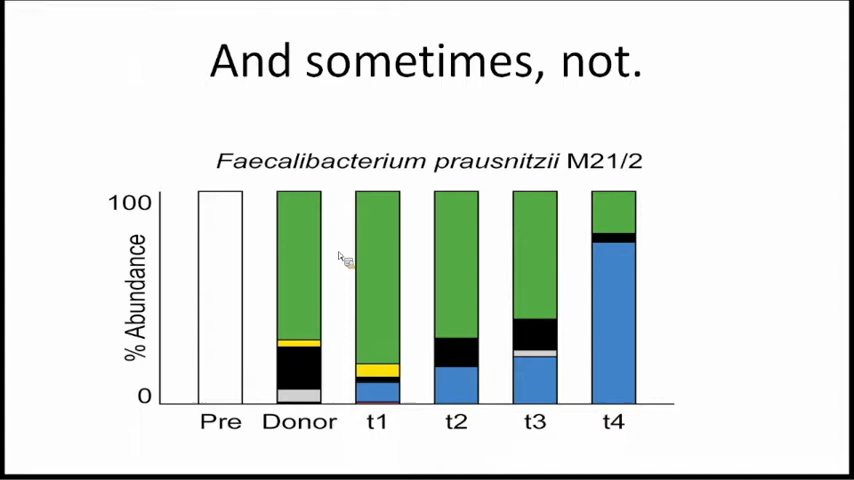 And sometimes, not.
Faecalibacterium prausnitzii M21/2
100
% Abundance
0
Pre Donor t1 t2 t3 t4